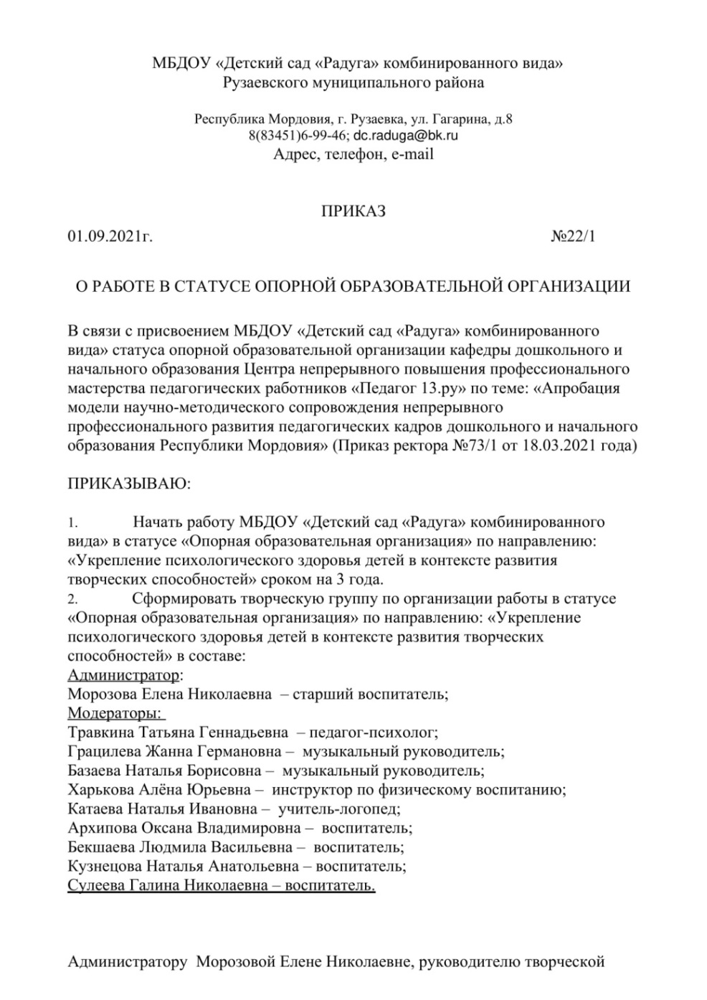 МБДОУ «Детский сад «Радуга» комбинированного вида»
Рузаевского муниципального района
Республика Мордовия, г. Рузаевка, ул. Гагарина, д.8
8(83451)6-99-46; dc.raduga@bk.ru
Адрес, телефон, e-mail
ПРИКАЗ
01.09.2021г. №22/1
О РАБОТЕ В СТАТУСЕ ОПОРНОЙ ОБРАЗОВАТЕЛЬНОЙ ОРГАНИЗАЦИИ
В связи с присвоением МБДОУ «Детский сад «Радуга» комбинированного
вида» статуса опорной образовательной организации кафедры дошкольного и
начального образования Центра непрерывного повышения профессионального
мастерства педагогических работников «Педагог 13.ру» по теме: «Апробация
модели научно-методического сопровождения непрерывного
профессионального развития педагогических кадров дошкольного и начального
образования Республики Мордовия» (Приказ ректора №73/1 от 18.03.2021 года)
ПРИКАЗЫВАЮ:
1. Начать работу МБДОУ «Детский сад «Радуга» комбинированного
вида» в статусе «Опорная образовательная организация» по направлению:
«Укрепление психологического здоровья детей в контексте развития
творческих способностей» сроком на 3 года.
2. Сформировать творческую группу по организации работы в статусе
«Опорная образовательная организация» по направлению: «Укрепление
психологического здоровья детей в контексте развития творческих
способностей» в составе:
Администратор:
Морозова Елена Николаевна – старший воспитатель;
Модераторы:
Травкина Татьяна Геннадьевна – педагог-психолог;
Грацилева Жанна Германовна – музыкальный руководитель;
Базаева Наталья Борисовна – музыкальный руководитель;
Харькова Алёна Юрьевна – инструктор по физическому воспитанию;
Катаева Наталья Ивановна – учитель-логопед;
Архипова Оксана Владимировна – воспитатель;
Бекшаева Людмила Васильевна – воспитатель;
Кузнецова Наталья Анатольевна – воспитатель;
Сулеева Галина Николаевна – воспитатель.
Администратору Морозовой Елене Николаевне, руководителю творческой